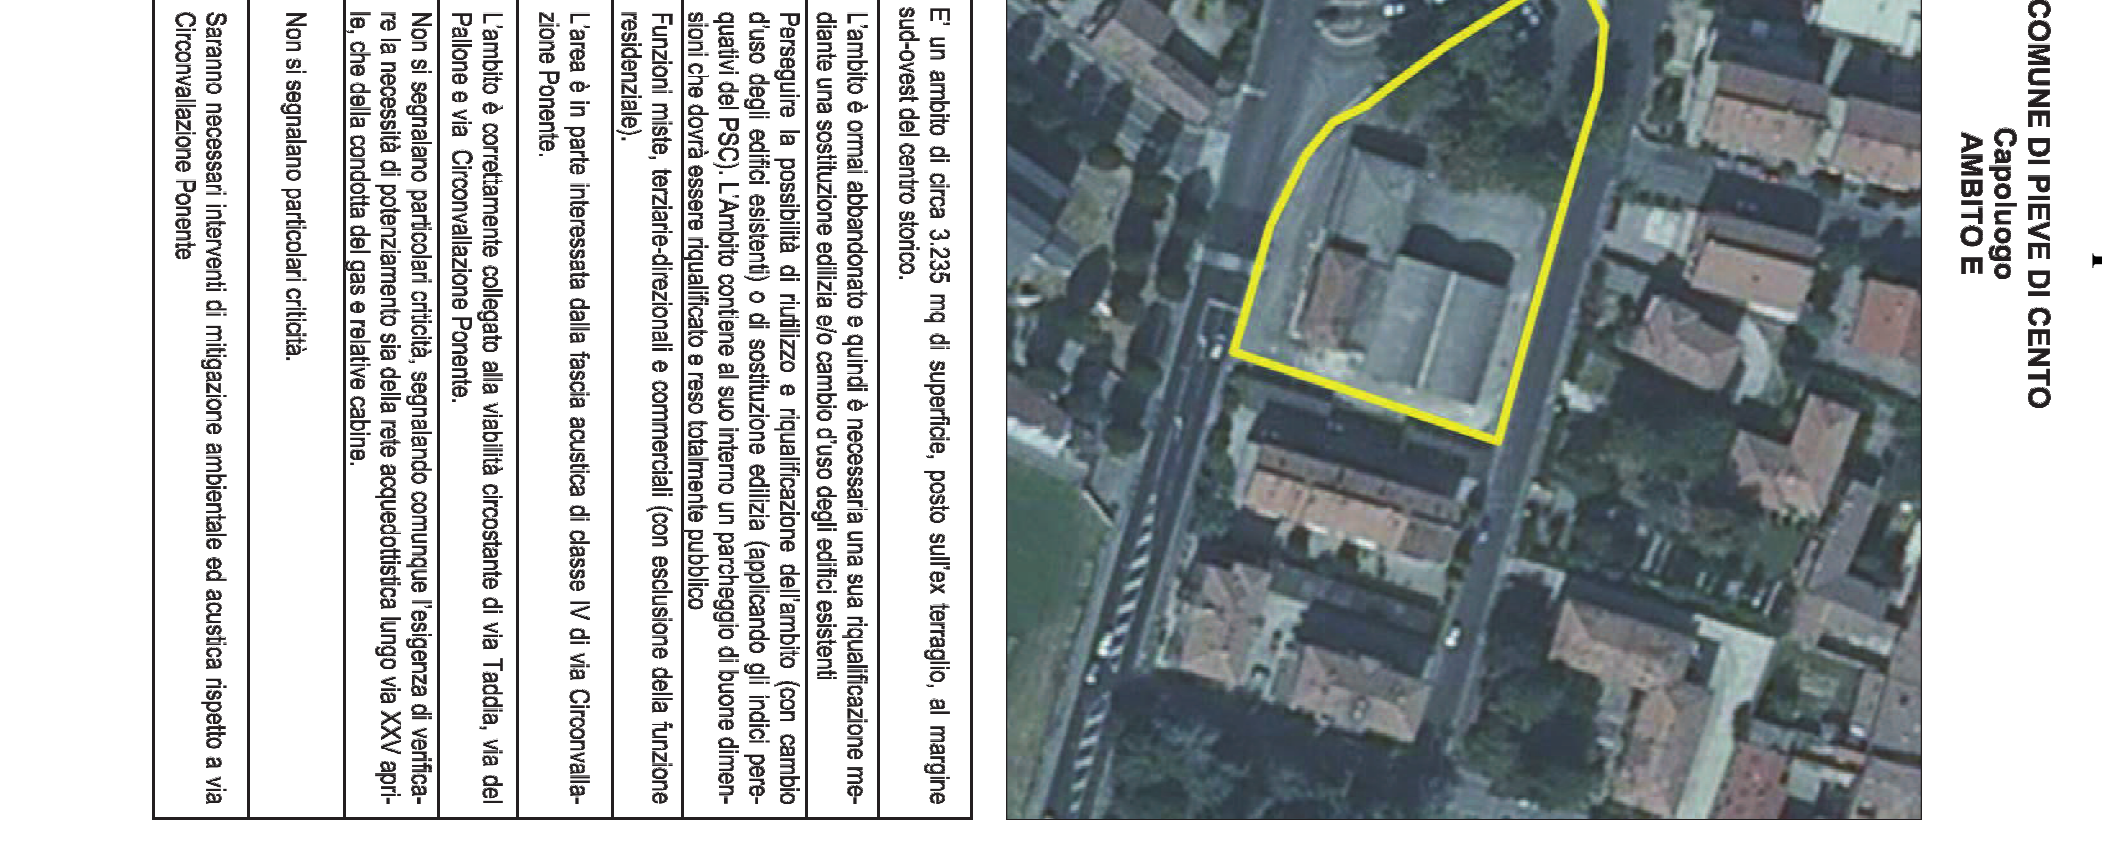 COMUNE DI PIEVE DI CENTO
Capoluogo
AMBITO E
E' un ambito di circa 3.235 mq di superficie, posto sull'ex terraglio, al margine
sud-ovest del centro storico.
L'ambito è ormai abbandonato e quindi è necessaria una sua riqualificazione me-
diante una sostituzione edilizia e/o cambio d'uso degli edifici esistenti
Perseguire la possibilità di riutilizzo e riqualificazione dell'ambito (con cambio
d'uso degli edifici esistenti) o di sostituzione edilizia (applicando gli indici pere-
quativi del PSC). L'Ambito contiene al suo interno un parcheggio di buone dimen-
sioni che dovrà essere riqualificato e reso totalmente pubblico
Funzioni miste, terziarie-direzionali e commerciali (con esclusione della funzione
residenziale).
L'area è in parte interessata dalla fascia acustica di classe IV di via Circonvalla-
zione Ponente.
L'ambito è correttamente collegato alla viabilità circostante di via Taddia, via del
Pallone e via Circonvallazione Ponente.
Non si segnalano particolari criticità, segnalando comunque l'esigenza di verifica-
re la necessità di potenziamento sia della rete acquedottistica lungo via XXV apri-
le, che della condotta del gas e relative cabine.
Non si segnalano particolari criticità.
Saranno necessari interventi di mitigazione ambientale ed acustica rispetto a via
Circonvallazione Ponente